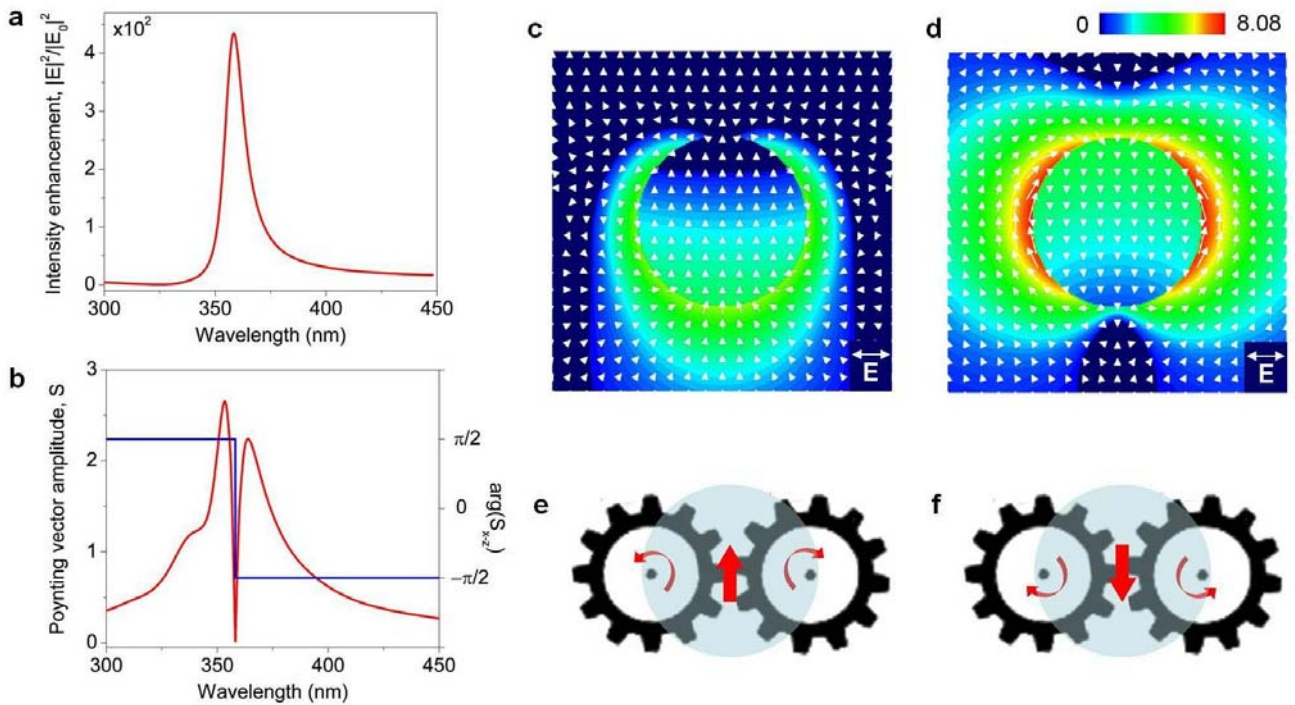 a
x10²
4
3
2
1
0
Intensity enhancement, |E|²/|E₀|²
300 350 400 450
Wavelength (nm)
b
3
2
1
0
Poynting vector amplitude, S
π/2
0
−π/2
arg(Sₓ₋z)
300 350 400 450
Wavelength (nm)
c
E
d
0 8.08
E
e
f